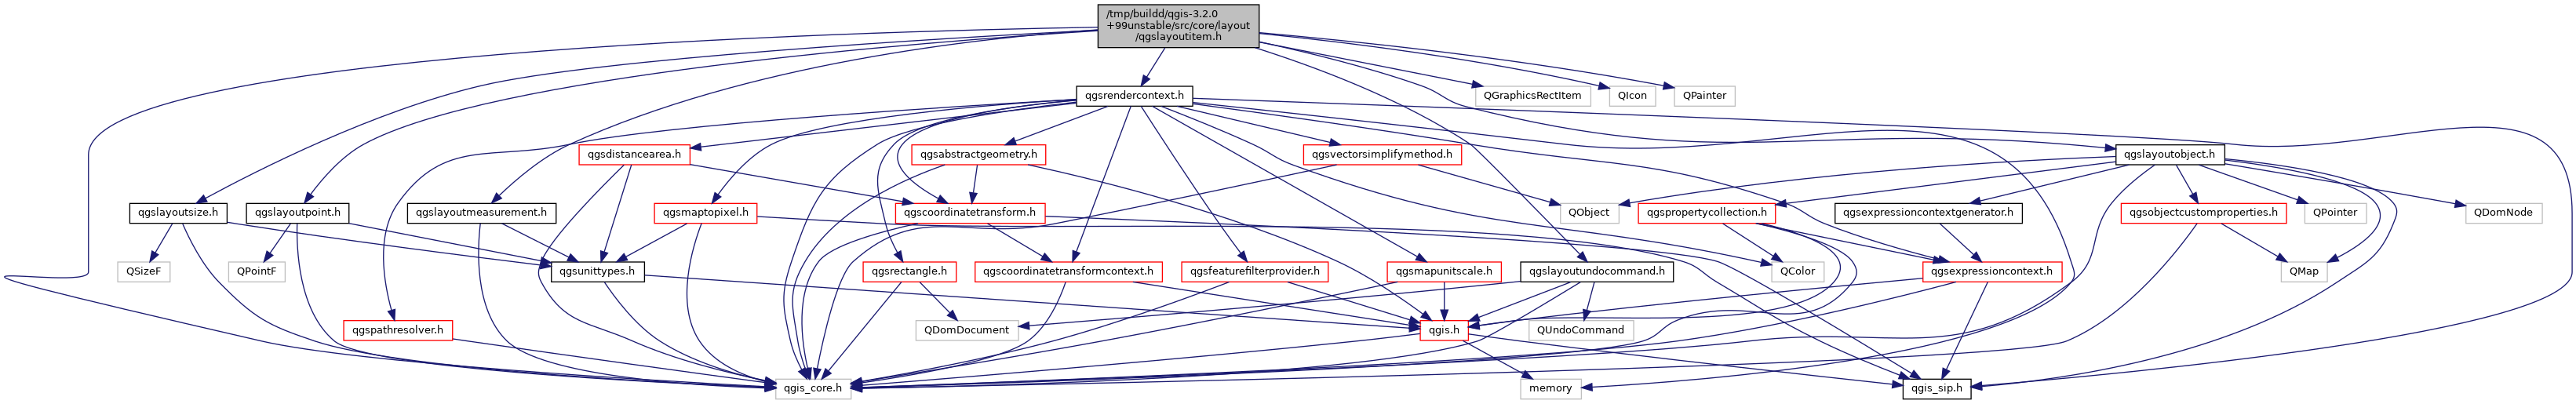 /tmp/buildd/qgis-3.2.0
+99unstable/src/core/layout
/qgslayoutitem.h
qgsrendercontext.h
QGraphicsRectItem
QIcon
QPainter
qgsdistancearea.h
qgsabstractgeometry.h
qgsvectorsimplifymethod.h
qgslayoutobject.h
qgslayoutsize.h
qgslayoutpoint.h
qgslayoutmeasurement.h
qgsmaptopixel.h
qgscoordinatetransform.h
QObject
qgspropertycollection.h
qgsexpressioncontextgenerator.h
qgsobjectcustomproperties.h
QPointer
QDomNode
QSizeF
QPointF
qgsunittypes.h
qgsrectangle.h
qgscoordinatetransformcontext.h
qgsfeaturefilterprovider.h
qgsmapunitscale.h
qgslayoutundocommand.h
QColor
qgsexpressioncontext.h
QMap
qgspathresolver.h
QDomDocument
qgis.h
QUndoCommand
qgis_core.h
memory
qgis_sip.h